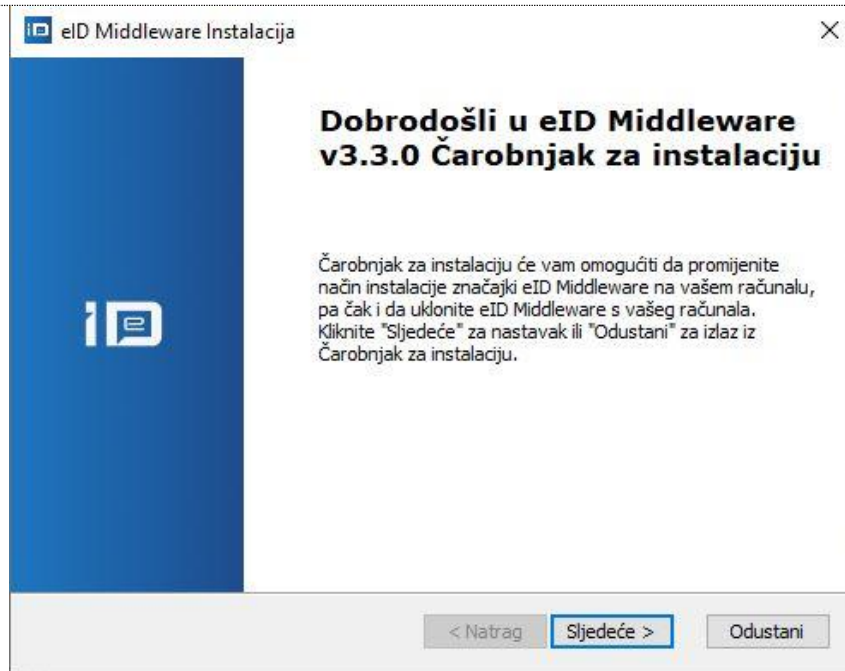 eID Middleware Instalacija
Dobrodošli u eID Middleware
v3.3.0 Čarobnjak za instalaciju
Čarobnjak za instalaciju će vam omogućiti da promijenite
način instalacije značajki eID Middleware na vašem računalu,
pa čak i da uklonite eID Middleware s vašeg računala.
Kliknite "Sljedeće" za nastavak ili "Odustani" za izlaz iz
Čarobnjak za instalaciju.
iD e
< Natrag Sljedeće > Odustani